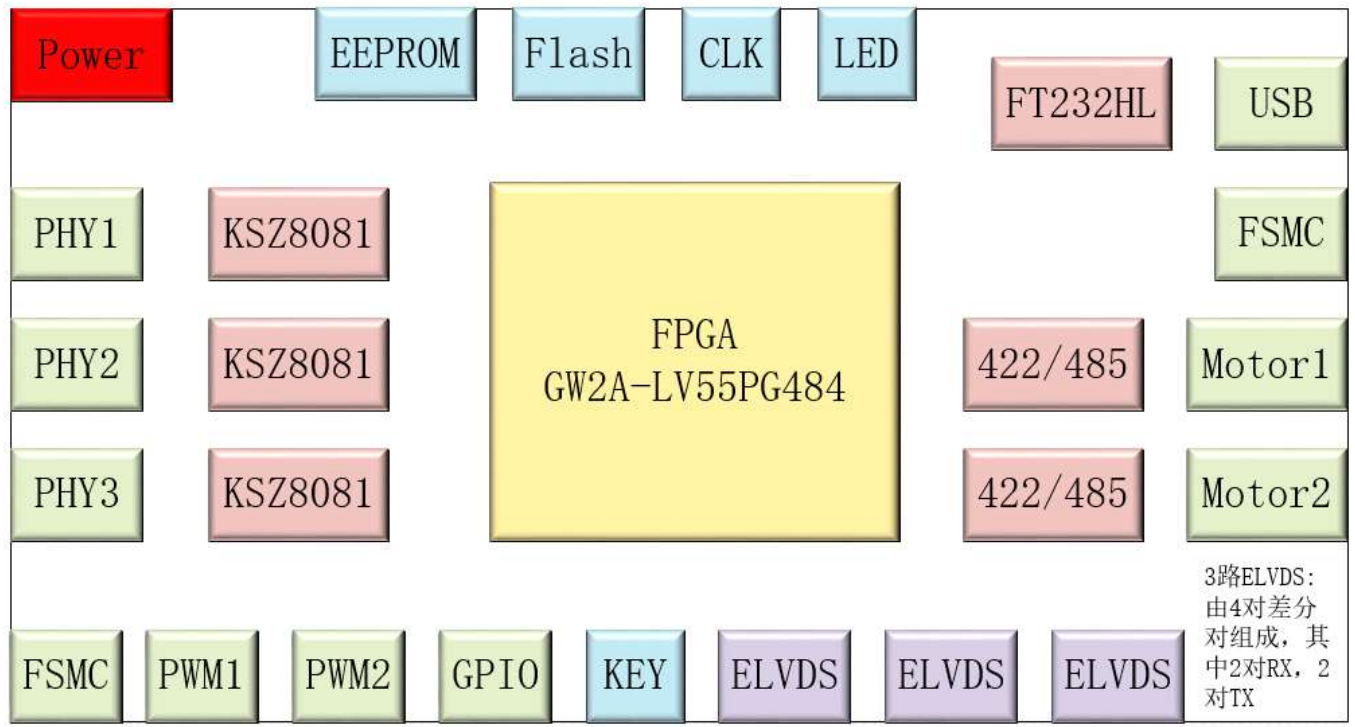 Power
EEPROM
Flash
CLK
LED
FT232HL
USB
PHY1
KSZ8081
FSMC
FPGA
GW2A-LV55PG484
PHY2
KSZ8081
422/485
Motor1
PHY3
KSZ8081
422/485
Motor2
3路ELVDS:
由4对差分
对组成，其
中2对RX，2
对TX
FSMC
PWM1
PWM2
GPIO
KEY
ELVDS
ELVDS
ELVDS